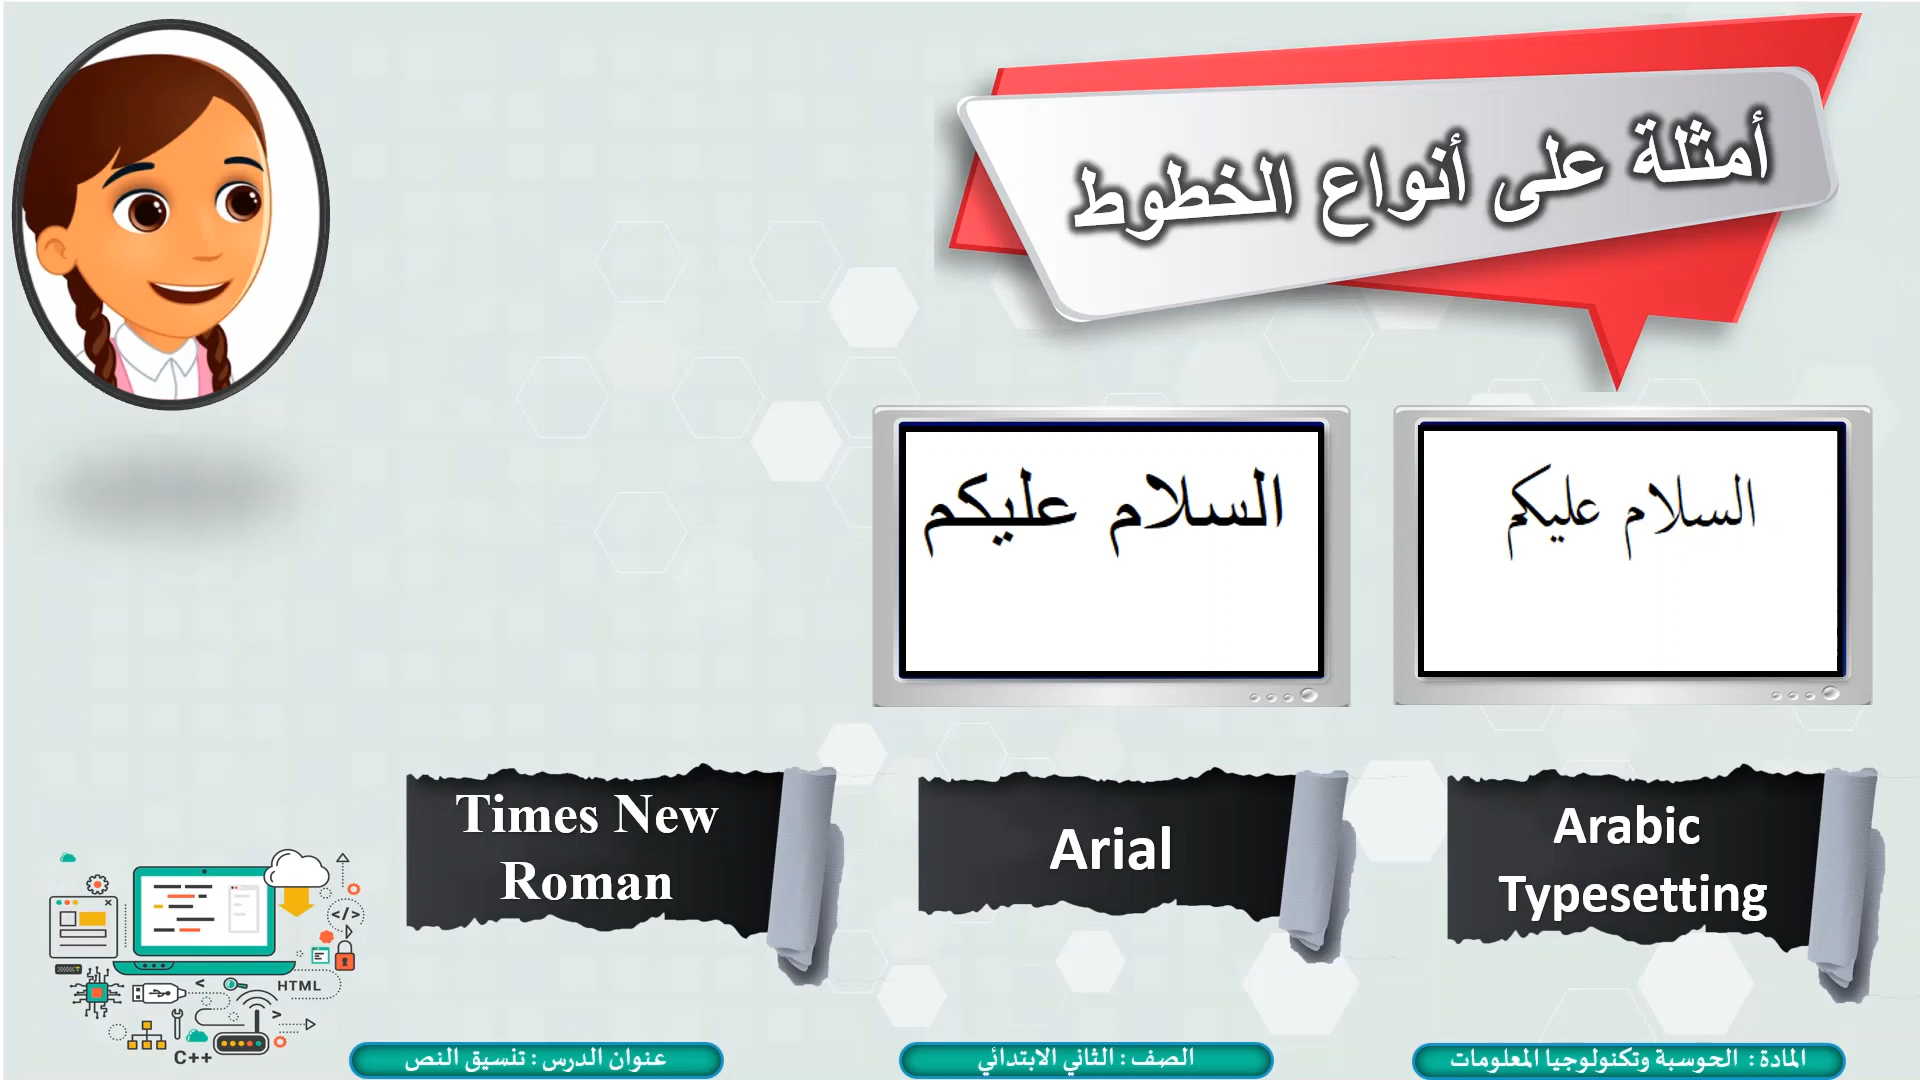 أمثلة على أنواع الخطوط
السلام عليكم
السلام عليكم
Arabic
Typesetting
Arial
Times New
Roman
</>
HTML
C++
المادة : الحوسبة وتكنولوجيا المعلومات
الصف : الثاني الابتدائي
عنوان الدرس : تنسيق النص